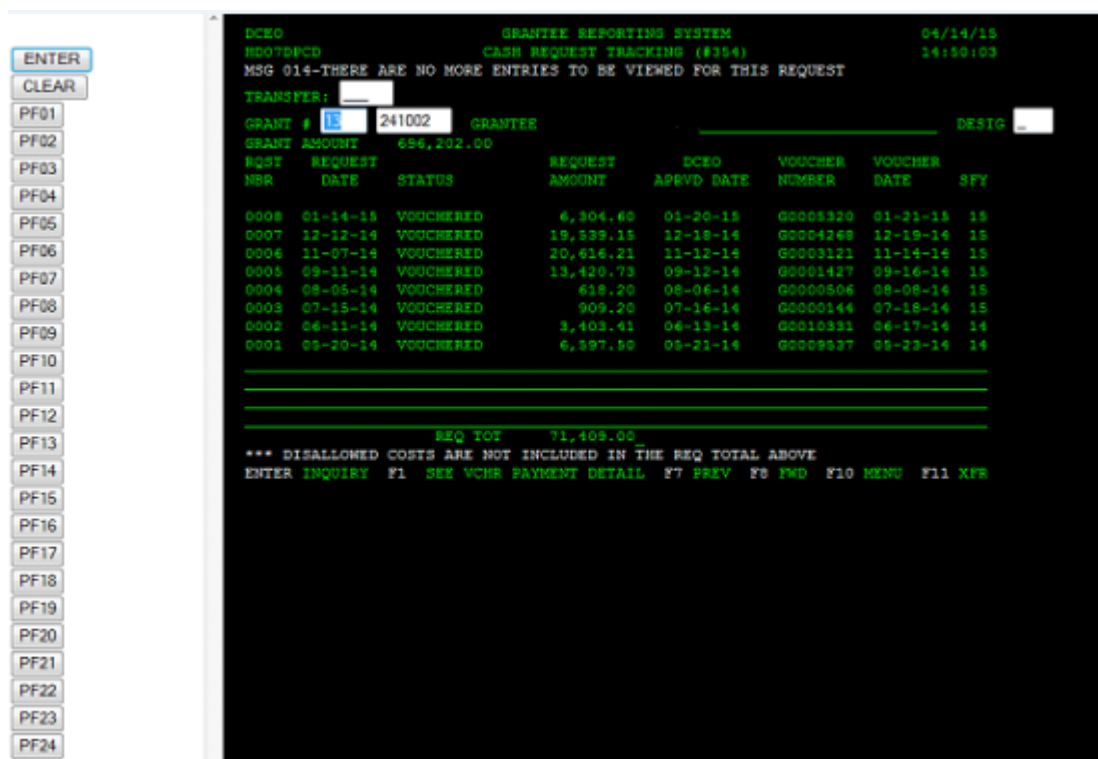 ENTER
CLEAR
PF01
PF02
PF03
PF04
PF05
PF06
PF07
PF08
PF09
PF10
PF11
PF12
PF13
PF14
PF15
PF16
PF17
PF18
PF19
PF20
PF21
PF22
PF23
PF24
DCEO GRANTEE REPORTING SYSTEM 04/14/15
HD07DPCD CASH REQUEST TRACKING (#354) 14:50:03
MSG 014-THERE ARE NO MORE ENTRIES TO BE VIEWED FOR THIS REQUEST
TRANSFER: ___
GRANT # 13 241002 GRANTEE DESIG _
GRANT AMOUNT 696,202.00
RQST REQUEST REQUEST DCEO VOUCHER VOUCHER
NBR DATE STATUS AMOUNT APRVD DATE NUMBER DATE SFY
0008 01-14-15 VOUCHERED 6,304.60 01-20-15 G0005320 01-21-15 15
0007 12-12-14 VOUCHERED 19,539.15 12-18-14 G0004268 12-19-14 15
0006 11-07-14 VOUCHERED 20,616.21 11-12-14 G0003121 11-14-14 15
0005 09-11-14 VOUCHERED 13,420.73 09-12-14 G0001427 09-16-14 15
0004 08-05-14 VOUCHERED 618.20 08-06-14 G0000506 08-08-14 15
0003 07-15-14 VOUCHERED 909.20 07-16-14 G0000144 07-18-14 15
0002 06-11-14 VOUCHERED 3,403.41 06-13-14 G0010331 06-17-14 14
0001 05-20-14 VOUCHERED 6,597.50 05-21-14 G0009537 05-23-14 14
REQ TOT 71,409.00_
*** DISALLOWED COSTS ARE NOT INCLUDED IN THE REQ TOTAL ABOVE
ENTER INQUIRY F1 SEE VCHR PAYMENT DETAIL F7 PREV F8 FWD F10 MENU F11 XFR